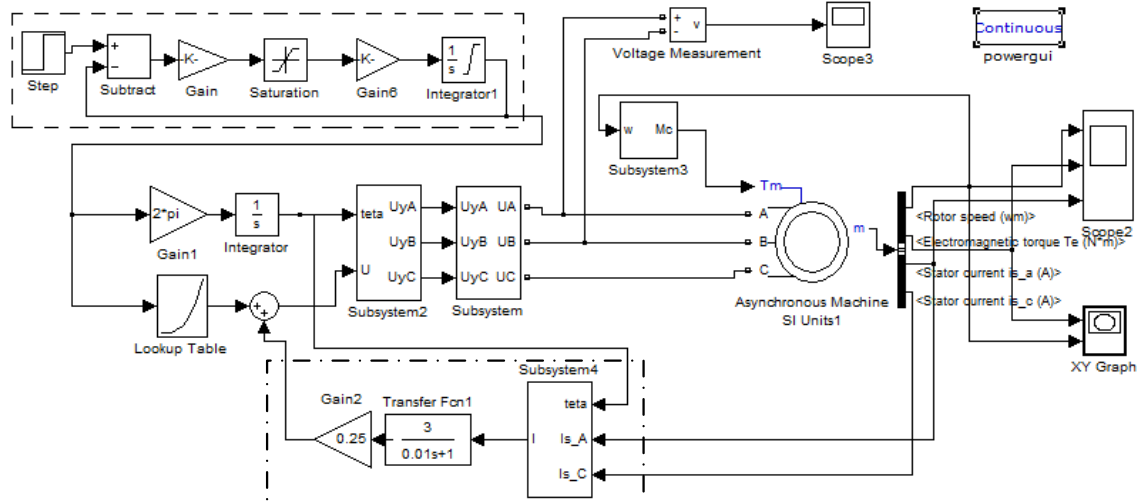 Continuous
powergui
Step
+
−
Subtract
-K-
Gain
Saturation
-K-
Gain6
1
s
Integrator1
+
-
v
Voltage Measurement
Scope3
w
Mc
Subsystem3
2*pi
Gain1
1
s
Integrator
teta
U
UyA
UyB
UyC
Subsystem2
UyA
UyB
UyC
UA
UB
UC
Subsystem
Tm
A
B
C
m
Asynchronous Machine
SI Units1
<Rotor speed (wm)>
<Electromagnetic torque Te (N*m)>
<Stator current is_a (A)>
<Stator current is_c (A)>
Scope2
XY Graph
Lookup Table
+
+
Gain2
0.25
Transfer Fcn1
3
0.01s+1
Subsystem4
teta
I
Is_A
Is_C